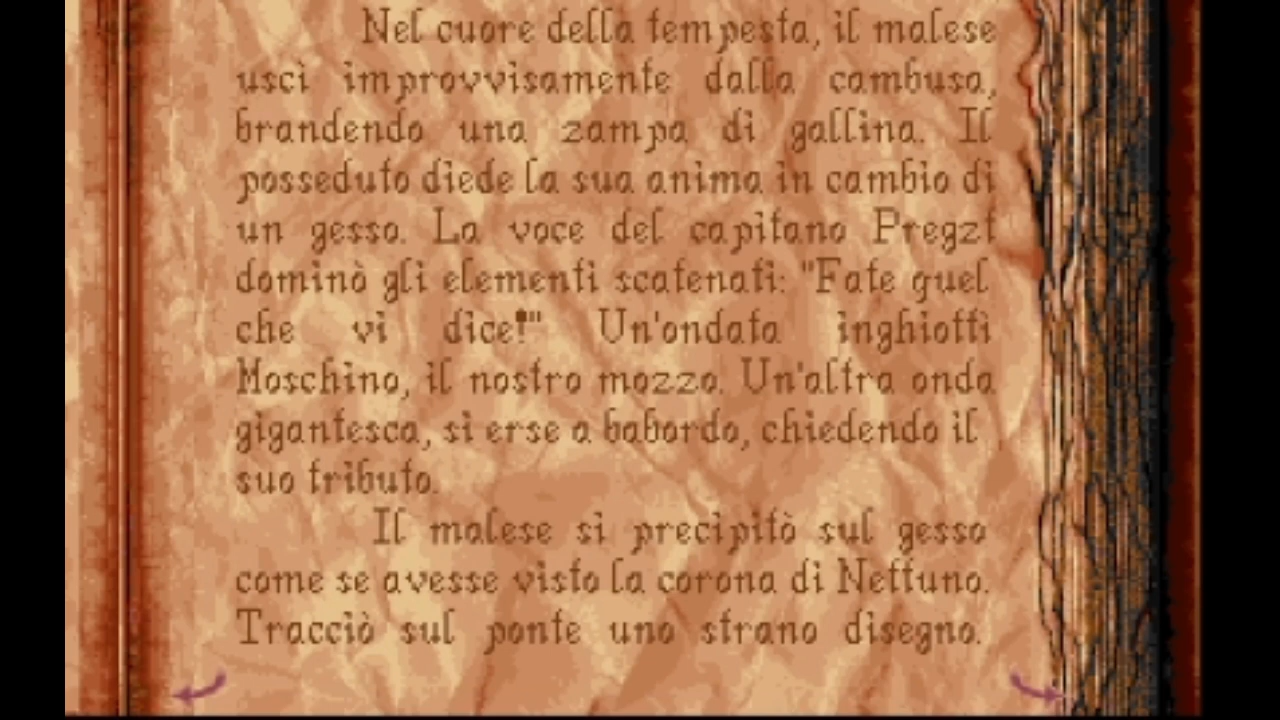 Nel cuore della tempesta, il malese
uscì improvvisamente dalla cambusa,
brandendo una zampa di gallina. Il
posseduto diede la sua anima in cambio di
un gesso. La voce del capitano Pregzt
dominò gli elementi scatenati: "Fate quel
che vi dice!" Un'ondata inghiottì
Moschino, il nostro mozzo. Un'altra onda
gigantesca, si erse a babordo, chiedendo il
suo tributo.
Il malese si precipitò sul gesso
come se avesse visto la corona di Nettuno.
Tracciò sul ponte uno strano disegno.